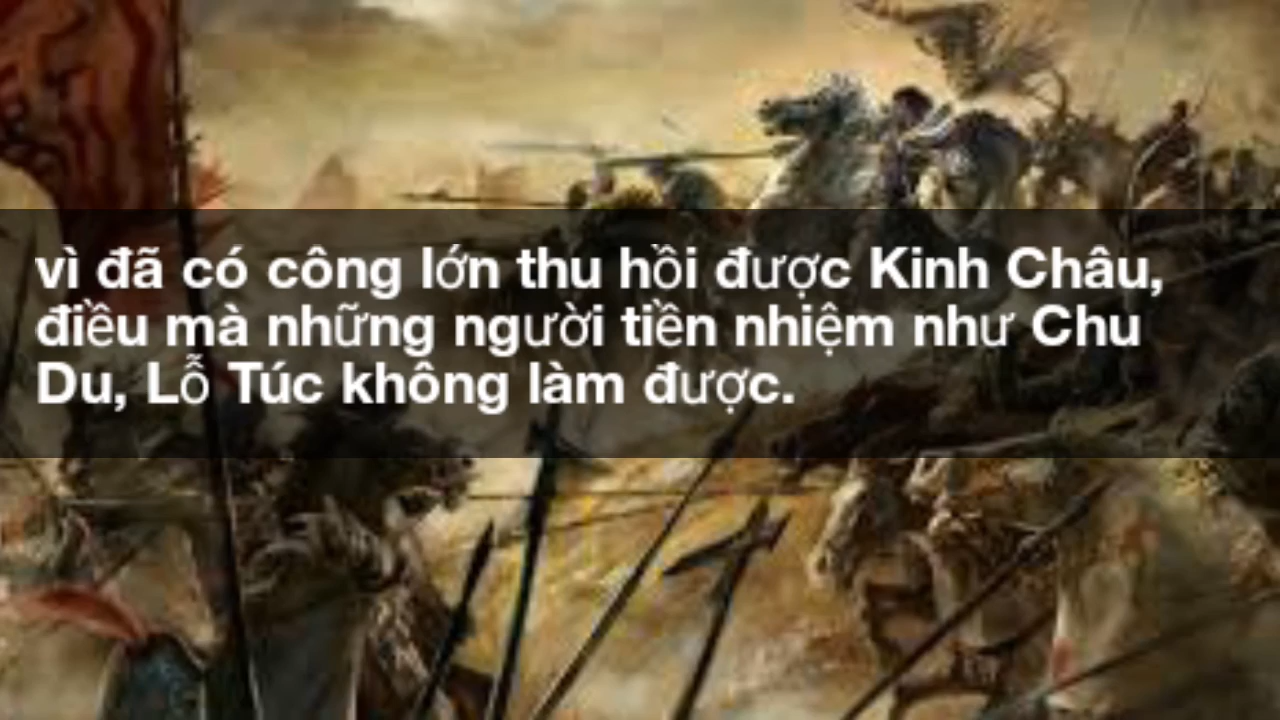 vì đã có công lớn thu hồi được Kinh Châu,
điều mà những người tiền nhiệm như Chu
Du, Lỗ Túc không làm được.